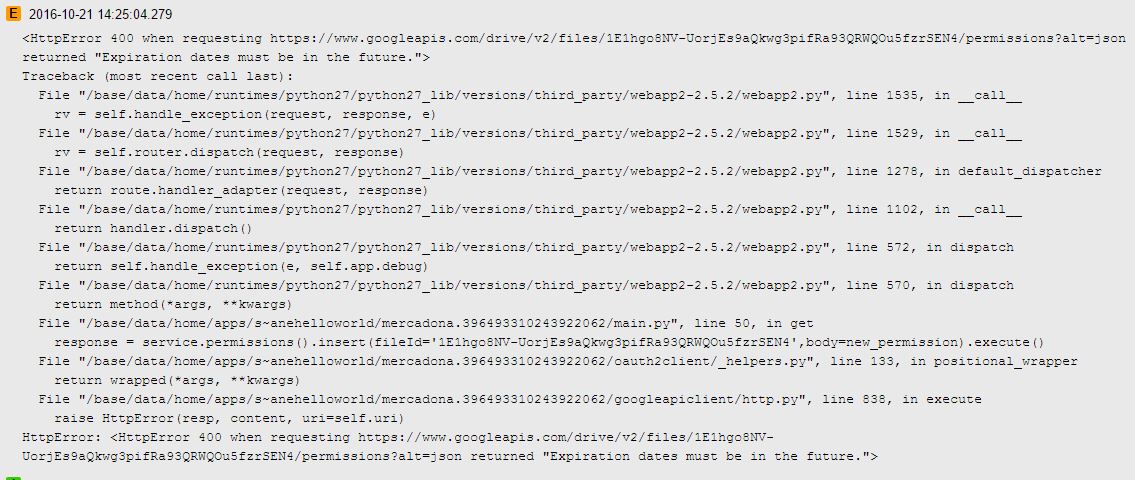 E 2016-10-21 14:25:04.279
<HttpError 400 when requesting https://www.googleapis.com/drive/v2/files/1E1hgo8NV-UorjEs9aQkwg3pifRa93QRWQOu5fzrSEN4/permissions?alt=json
returned "Expiration dates must be in the future.">
Traceback (most recent call last):
File "/base/data/home/runtimes/python27/python27_lib/versions/third_party/webapp2-2.5.2/webapp2.py", line 1535, in __call__
rv = self.handle_exception(request, response, e)
File "/base/data/home/runtimes/python27/python27_lib/versions/third_party/webapp2-2.5.2/webapp2.py", line 1529, in __call__
rv = self.router.dispatch(request, response)
File "/base/data/home/runtimes/python27/python27_lib/versions/third_party/webapp2-2.5.2/webapp2.py", line 1278, in default_dispatcher
return route.handler_adapter(request, response)
File "/base/data/home/runtimes/python27/python27_lib/versions/third_party/webapp2-2.5.2/webapp2.py", line 1102, in __call__
return handler.dispatch()
File "/base/data/home/runtimes/python27/python27_lib/versions/third_party/webapp2-2.5.2/webapp2.py", line 572, in dispatch
return self.handle_exception(e, self.app.debug)
File "/base/data/home/runtimes/python27/python27_lib/versions/third_party/webapp2-2.5.2/webapp2.py", line 570, in dispatch
return method(*args, **kwargs)
File "/base/data/home/apps/s~anehelloworld/mercadona.396493310243922062/main.py", line 50, in get
response = service.permissions().insert(fileId='1E1hgo8NV-UorjEs9aQkwg3pifRa93QRWQOu5fzrSEN4',body=new_permission).execute()
File "/base/data/home/apps/s~anehelloworld/mercadona.396493310243922062/oauth2client/_helpers.py", line 133, in positional_wrapper
return wrapped(*args, **kwargs)
File "/base/data/home/apps/s~anehelloworld/mercadona.396493310243922062/googleapiclient/http.py", line 838, in execute
raise HttpError(resp, content, uri=self.uri)
HttpError: <HttpError 400 when requesting https://www.googleapis.com/drive/v2/files/1E1hgo8NV-
UorjEs9aQkwg3pifRa93QRWQOu5fzrSEN4/permissions?alt=json returned "Expiration dates must be in the future.">